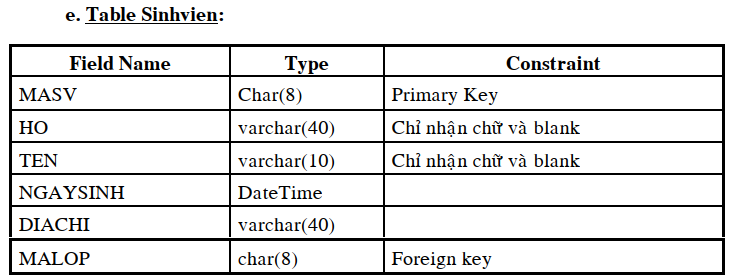 e. Table Sinhvien:
Field Name Type Constraint
MASV Char(8) Primary Key
HO varchar(40) Chỉ nhận chữ và blank
TEN varchar(10) Chỉ nhận chữ và blank
NGAYSINH DateTime
DIACHI varchar(40)
MALOP char(8) Foreign key